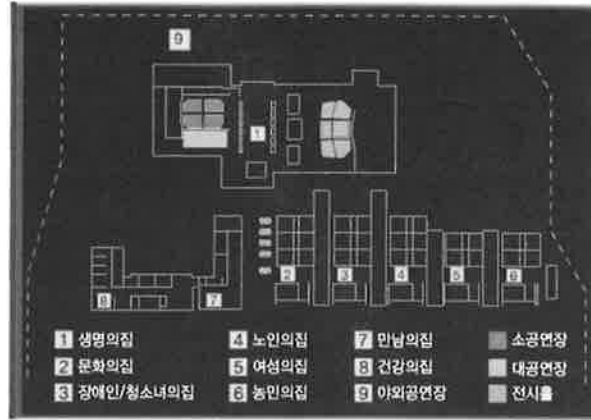 9
1
2 3 4 5 6
8 7
1 생명의집
2 문화의집
3 장애인/청소녀의집
4 노인의집
5 여성의집
6 농민의집
7 만남의집
8 건강의집
9 야외공연장
소공연장
대공연장
전시홀